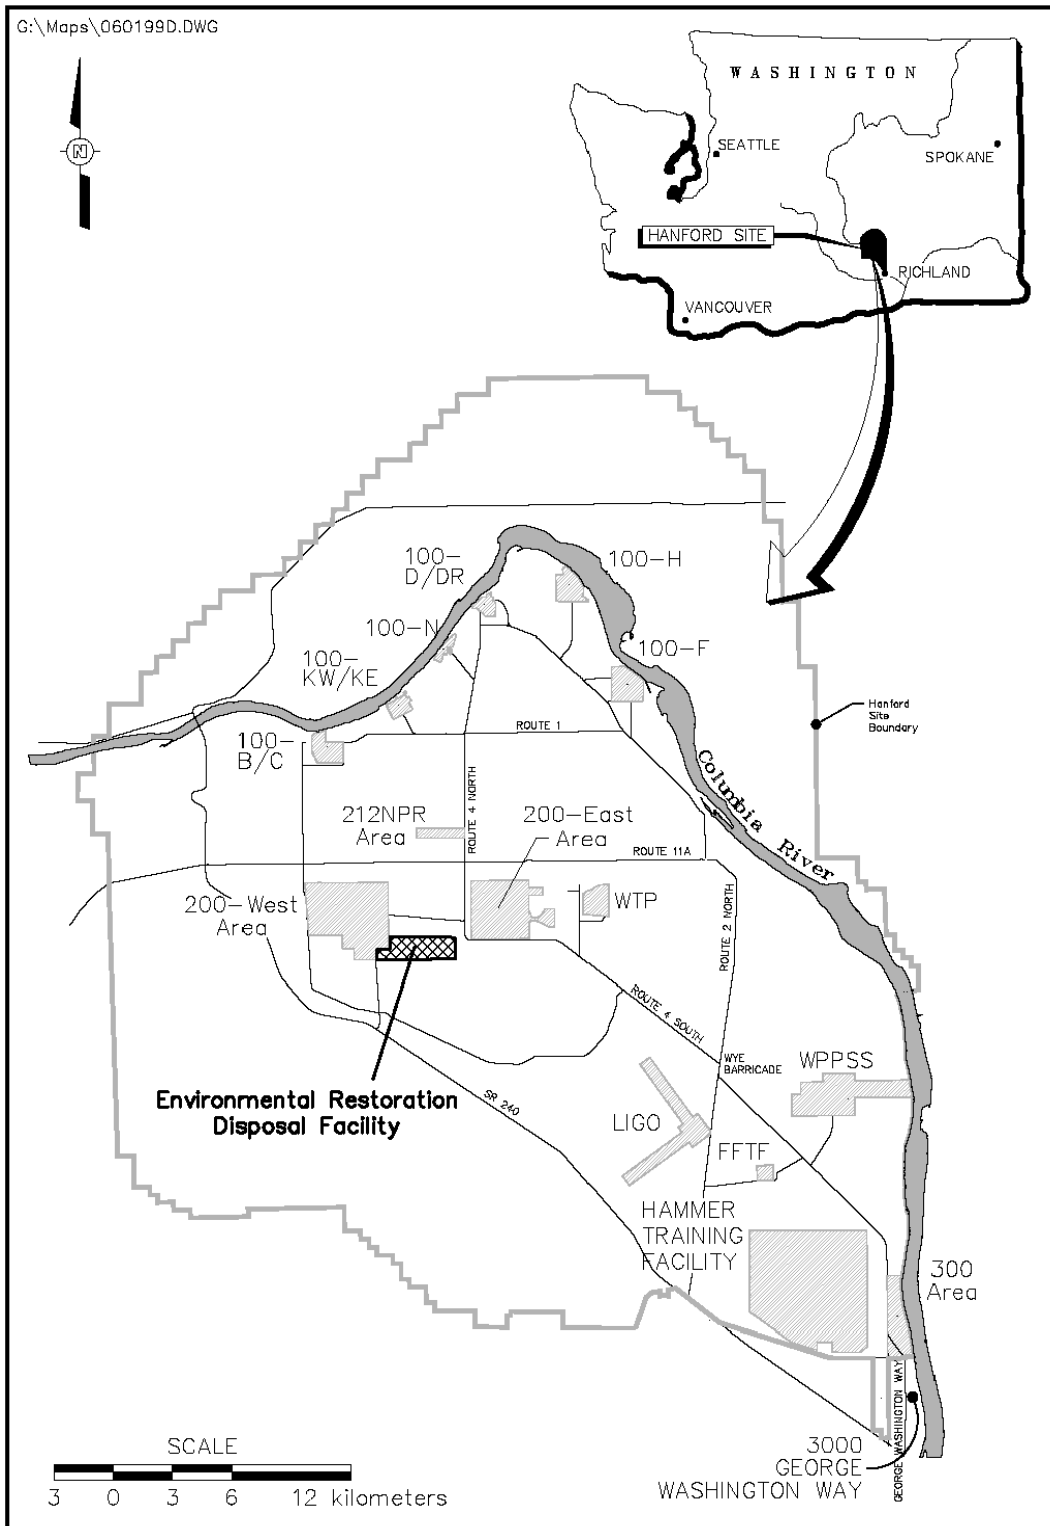 G:\Maps\060199D.DWG
N
WASHINGTON
SEATTLE
SPOKANE
HANFORD SITE
RICHLAND
VANCOUVER
100-
D/DR
100-H
100-N
100-F
100-
KW/KE
Hanford
Site
Boundary
ROUTE 1
100-
B/C
Columbia River
212NPR
Area
ROUTE 4 NORTH
200-East
Area
ROUTE 11A
200-West
Area
WTP
ROUTE 2 NORTH
ROUTE 4 SOUTH
WYE
BARRICADE
WPPSS
Environmental Restoration
Disposal Facility
SR 240
LIGO
FFTF
HAMMER
TRAINING
FACILITY
300
Area
GEORGE WASHINGTON WAY
3000
GEORGE
WASHINGTON WAY
SCALE
3 0 3 6 12 kilometers